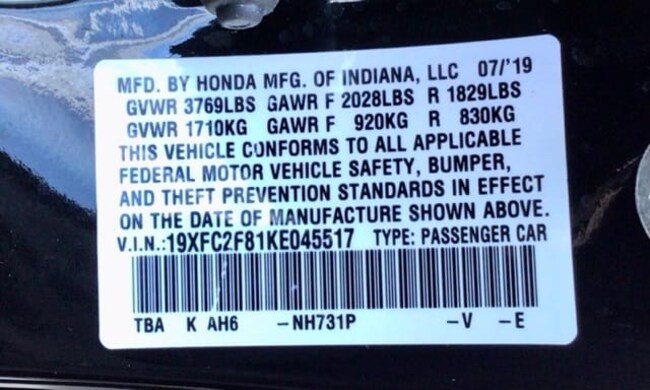 MFD. BY HONDA MFG. OF INDIANA, LLC 07/'19
GVWR 3769LBS GAWR F 2028LBS R 1829LBS
GVWR 1710KG GAWR F 920KG R 830KG
THIS VEHICLE CONFORMS TO ALL APPLICABLE
FEDERAL MOTOR VEHICLE SAFETY, BUMPER,
AND THEFT PREVENTION STANDARDS IN EFFECT
ON THE DATE OF MANUFACTURE SHOWN ABOVE.
V.I.N.:19XFC2F81KE045517 TYPE: PASSENGER CAR
TBA K AH6 –NH731P –V –E